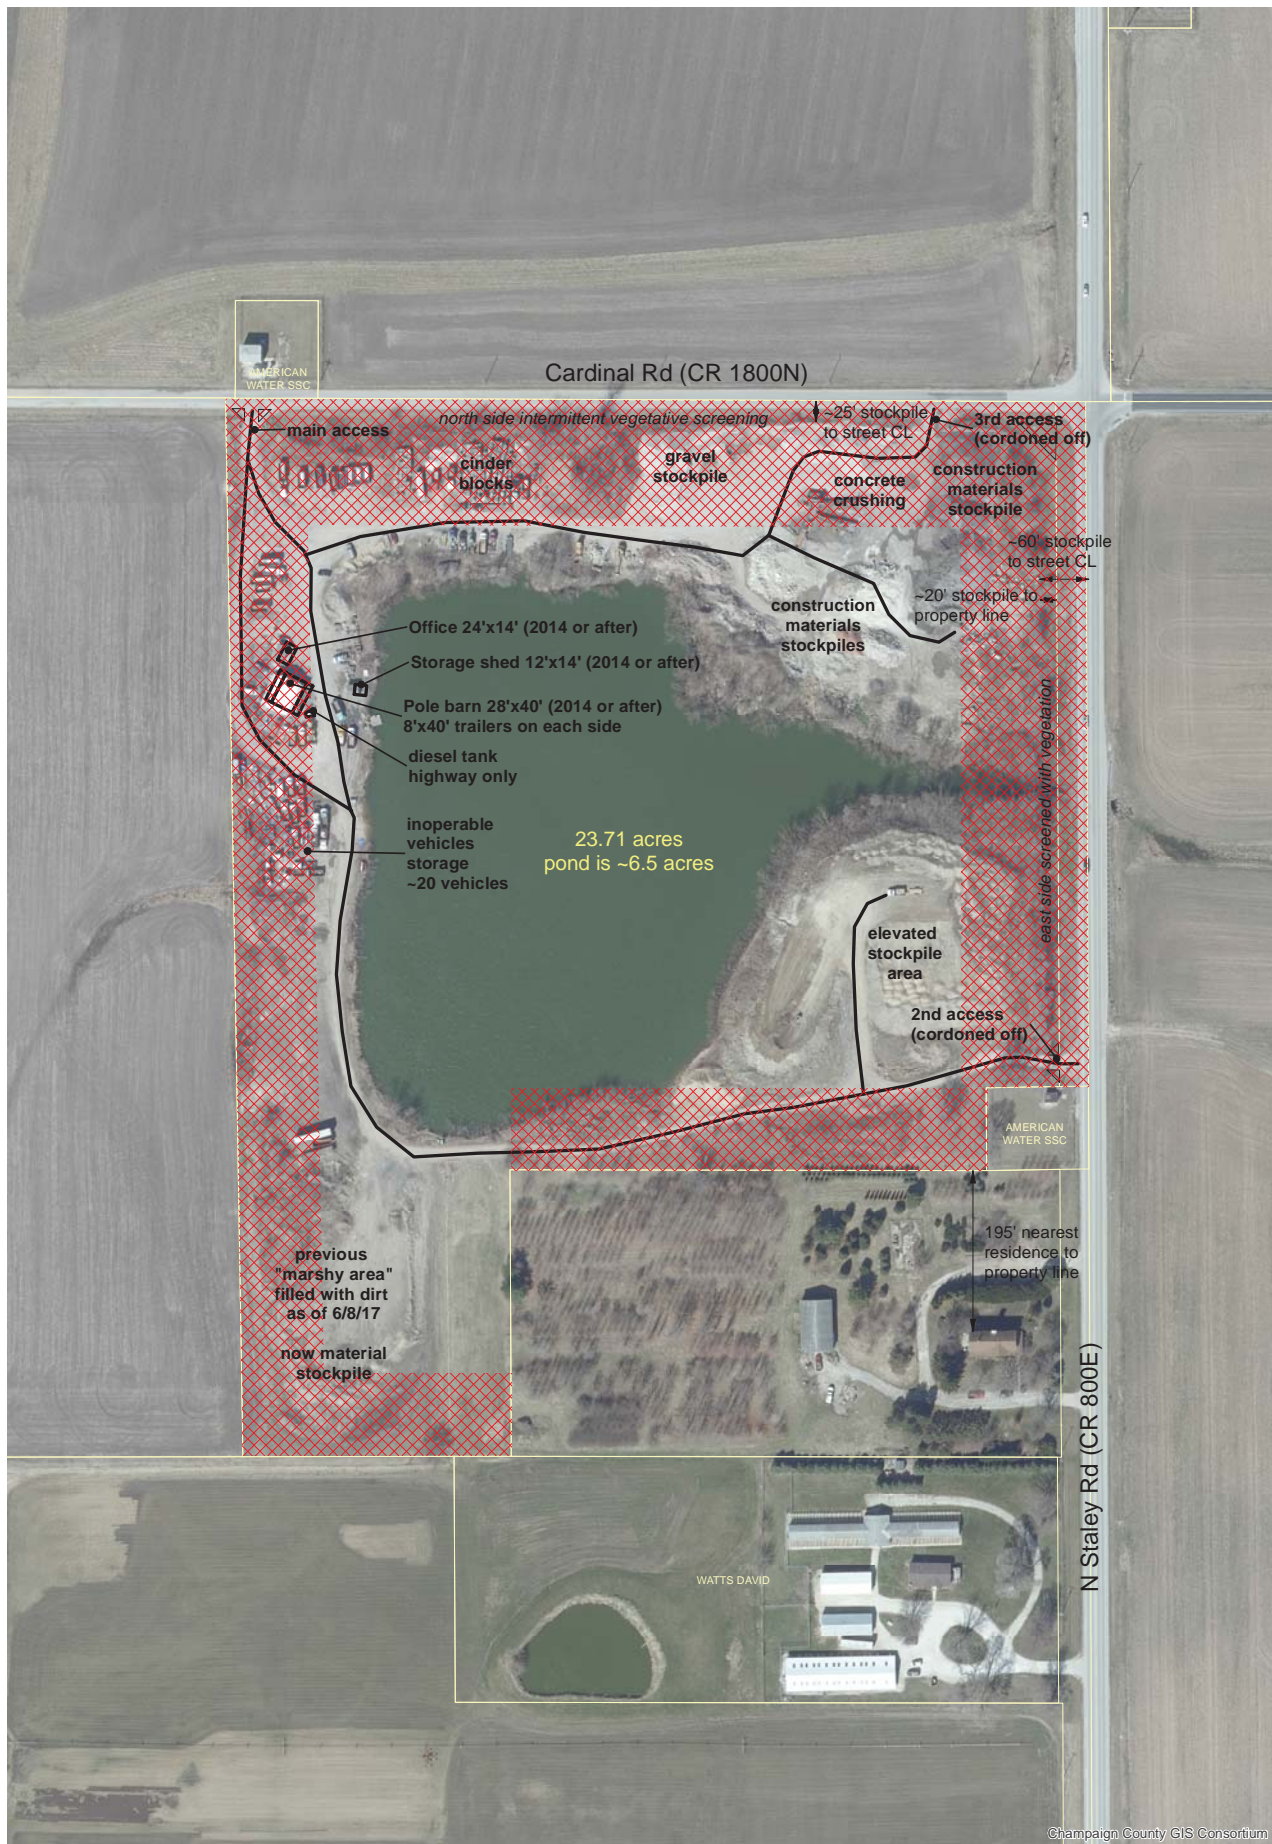 Cardinal Rd (CR 1800N)
AMERICAN
WATER SSC
north side intermittent vegetative screening
~25' stockpile
to street CL
3rd access
(cordoned off)
main access
cinder
blocks
gravel
stockpile
concrete
crushing
construction
materials
stockpile
~60' stockpile
to street CL
~20' stockpile to
property line
construction
materials
stockpiles
Office 24'x14' (2014 or after)
Storage shed 12'x14' (2014 or after)
Pole barn 28'x40' (2014 or after)
8'x40' trailers on each side
diesel tank
highway only
inoperable
vehicles
storage
~20 vehicles
23.71 acres
pond is ~6.5 acres
east side screened with vegetation
elevated
stockpile
area
2nd access
(cordoned off)
AMERICAN
WATER SSC
195' nearest
residence to
property line
previous
"marshy area"
filled with dirt
as of 6/8/17
now material
stockpile
N Staley Rd (CR 800E)
WATTS DAVID
Champaign County GIS Consortium